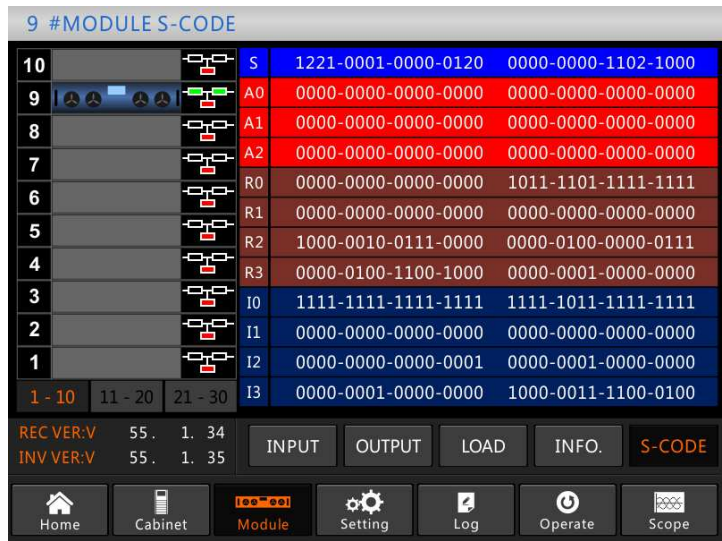 9 #MODULE S-CODE
10
9
8
7
6
5
4
3
2
1
S 1221-0001-0000-0120 0000-0000-1102-1000
A0 0000-0000-0000-0000 0000-0000-0000-0000
A1 0000-0000-0000-0000 0000-0000-0000-0000
A2 0000-0000-0000-0000 0000-0000-0000-0000
R0 0000-0000-0000-0000 1011-1101-1111-1111
R1 0000-0000-0000-0000 0000-0000-0000-0000
R2 1000-0010-0111-0000 0000-0100-0000-0111
R3 0000-0100-1100-1000 0000-0001-0000-0000
I0 1111-1111-1111-1111 1111-1011-1111-1111
I1 0000-0000-0000-0000 0000-0000-0000-0000
I2 0000-0000-0000-0001 0000-0001-0000-0000
I3 0000-0001-0000-0000 1000-0011-1100-0100
1 - 10 11 - 20 21 - 30
REC VER:V 55. 1. 34
INV VER:V 55. 1. 35
INPUT OUTPUT LOAD INFO. S-CODE
Home Cabinet Module Setting Log Operate Scope